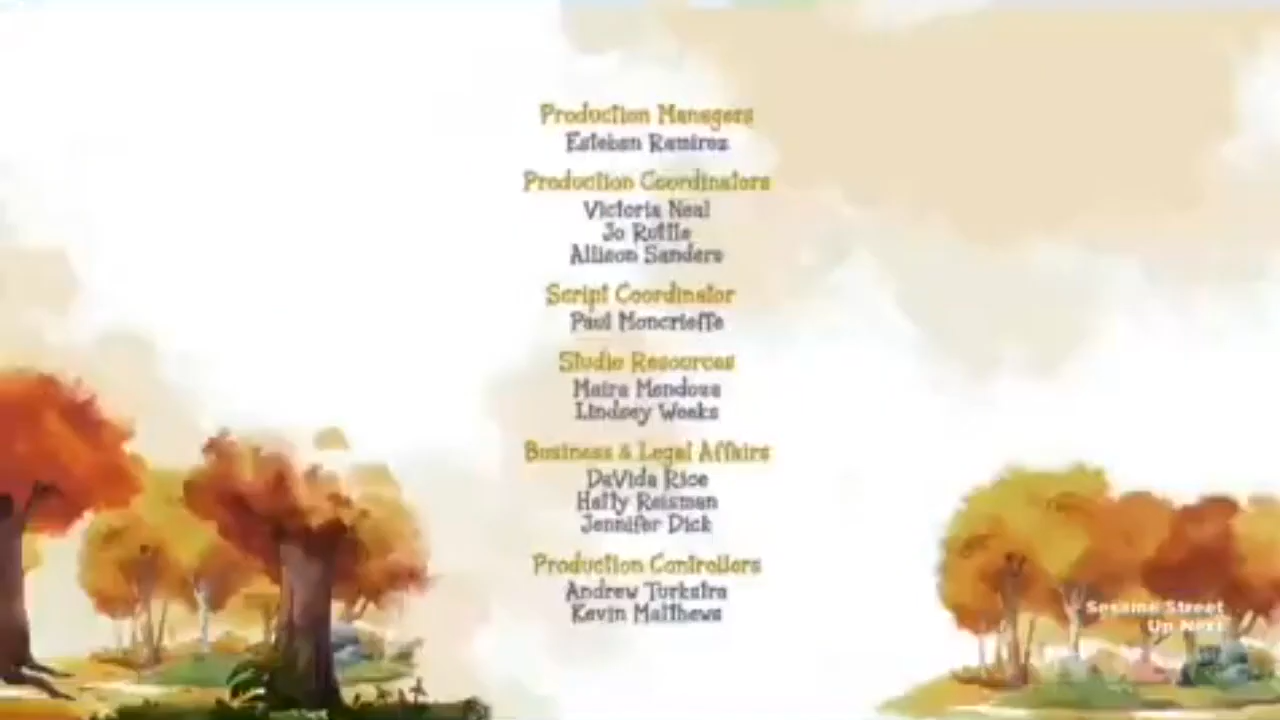 Production Managers
Esteban Ramirez
Production Coordinators
Victoria Neal
Jo Ruttle
Allison Sanders
Script Coordinator
Paul Moncrieffe
Studio Resources
Maira Mendoza
Lindsey Weeks
Business & Legal Affairs
DaVida Rice
Hally Reisman
Jennifer Dick
Production Controllers
Andrew Turkstra
Kevin Matthews
Sesame Street
Up Next